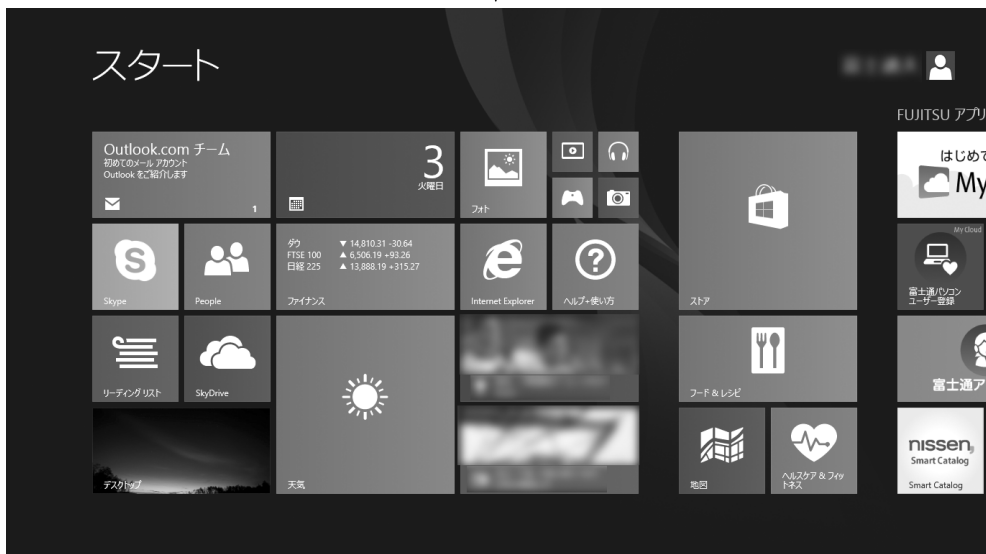 スタート
FUJITSU アプリ
Outlook.com チーム
初めてのメール アカウント
Outlook をご紹介します
1
3
火曜日
フォト
はじめて
My
Skype
People
ダウ ▼ 14,810.31 -30.64
FTSE 100 ▲ 6,506.19 +93.26
日経 225 ▲ 13,888.19 +315.27
ファイナンス
Internet Explorer
ヘルプ+使い方
ストア
My Cloud
富士通パソコン
ユーザー登録
リーディング リスト
SkyDrive
デスクトップ
天気
フード & レシピ
富士通ア
地図
ヘルスケア & フィッ
トネス
nissen
Smart Catalog
Smart Catalog